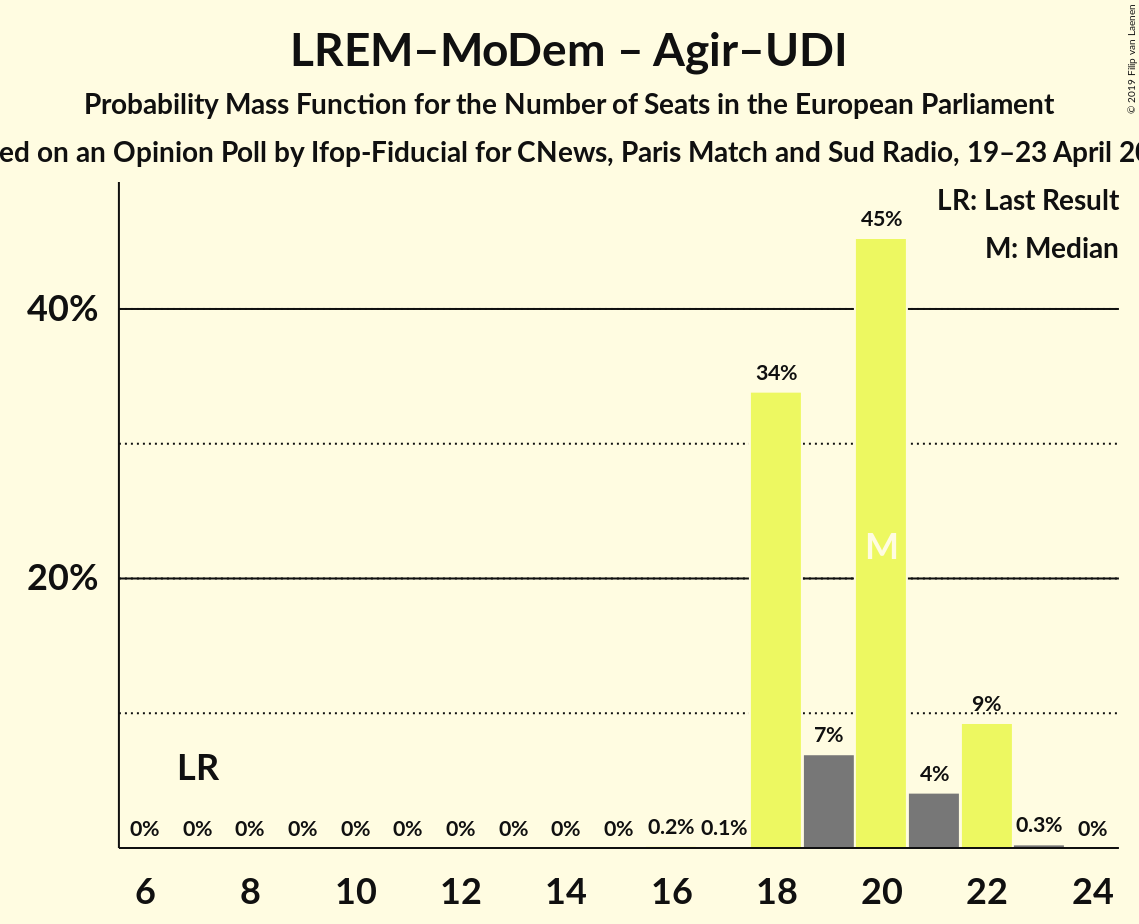 LREM–MoDem – Agir–UDI
Probability Mass Function for the Number of Seats in the European Parliament
ed on an Opinion Poll by Ifop-Fiducial for CNews, Paris Match and Sud Radio, 19–23 April 20
© 2019 Filip van Laenen
LR: Last Result
M: Median
45%
40%
34%
M
20%
9%
7%
LR
4%
0% 0% 0% 0% 0% 0% 0% 0% 0% 0% 0.2% 0.1% 0.3% 0%
6 8 10 12 14 16 18 20 22 24